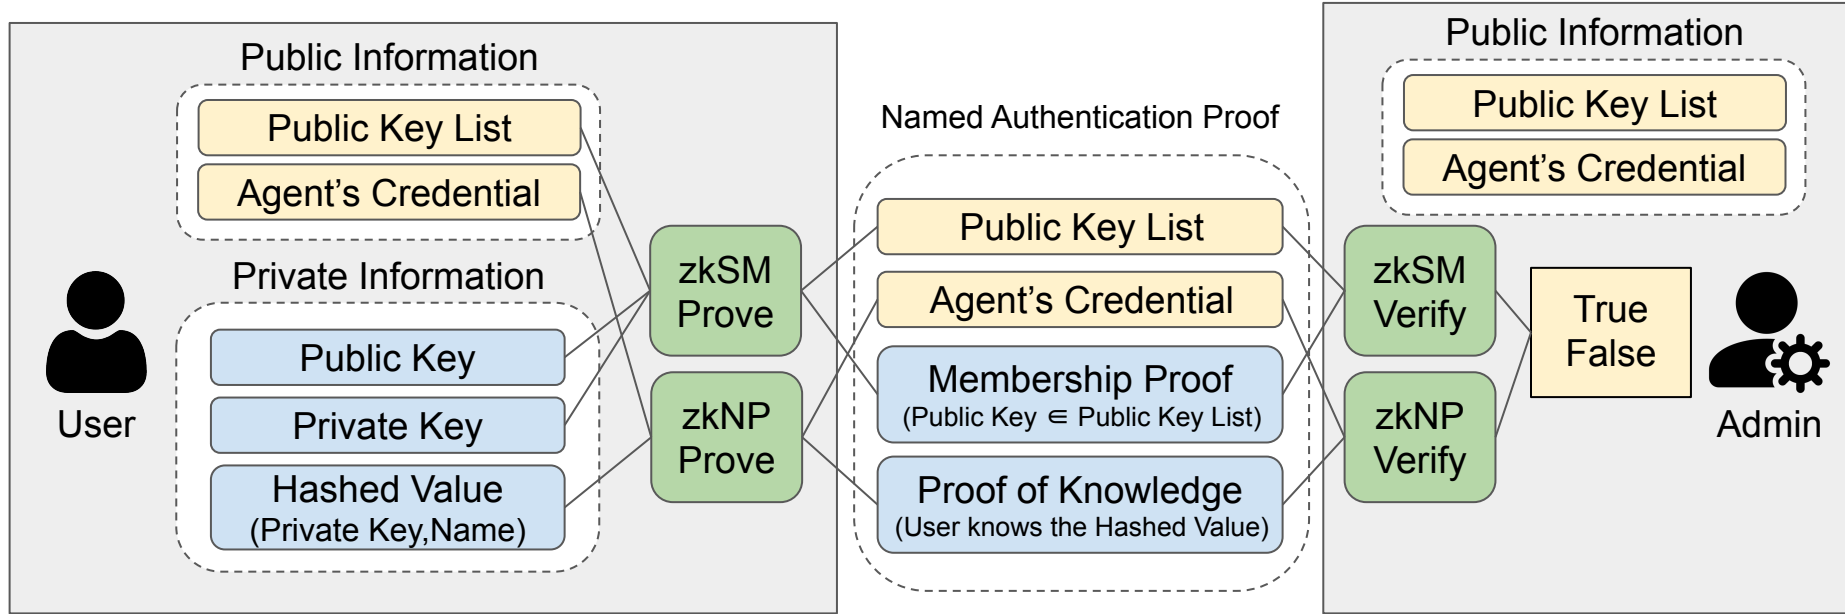 Public Information
Public Key List
Agent’s Credential
Private Information
Public Key
Private Key
Hashed Value
(Private Key,Name)
User
zkSM
Prove
zkNP
Prove
Named Authentication Proof
Public Key List
Agent’s Credential
Membership Proof
(Public Key ∈ Public Key List)
Proof of Knowledge
(User knows the Hashed Value)
Public Information
Public Key List
Agent’s Credential
zkSM
Verify
zkNP
Verify
True
False
Admin